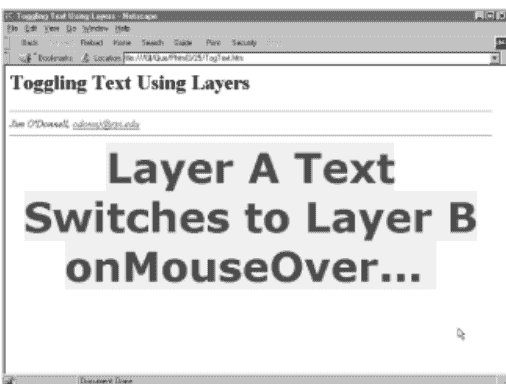 Toggling Text Using Layers - Netscape
File Edit View Go Window Help
Back Reload Home Search Guide Print Security
Bookmarks Location:
Toggling Text Using Layers
Jim O'Donnell,
Layer A Text
Switches to Layer B
onMouseOver...
Document: Done